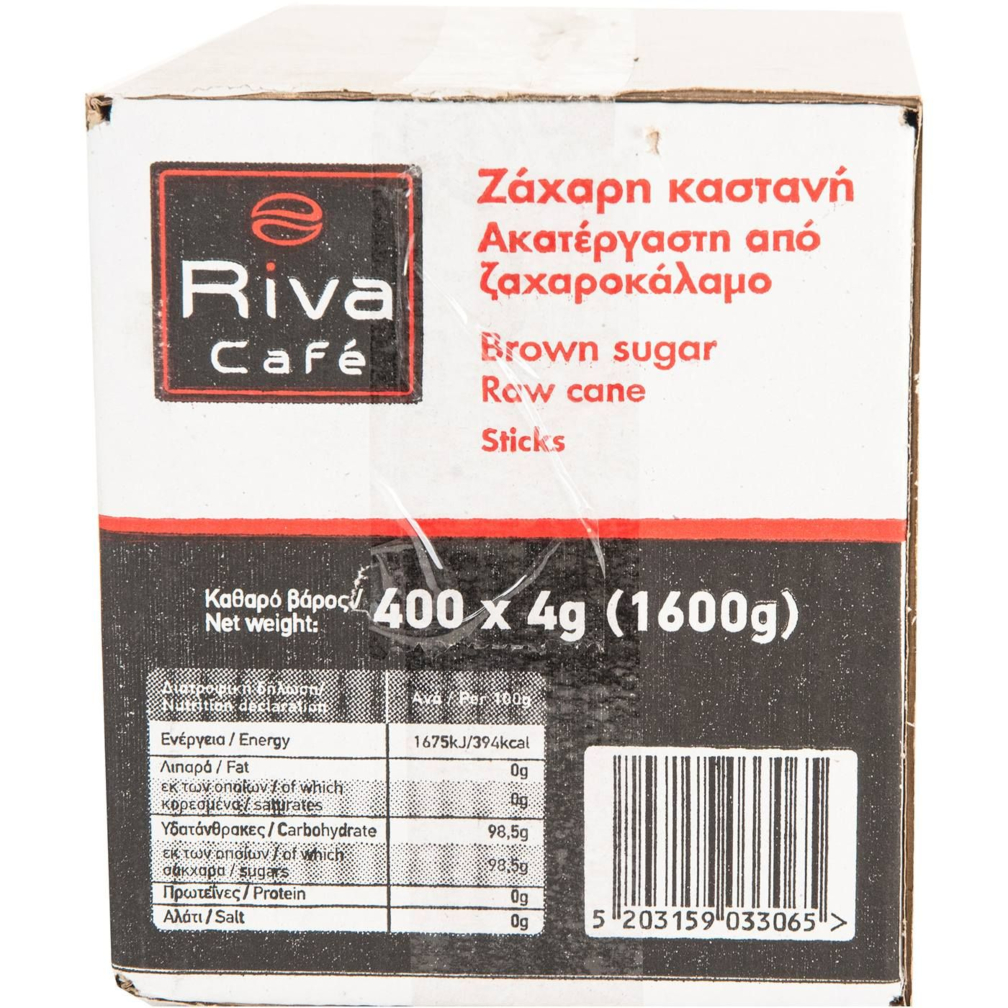 Riva
Café
Ζάχαρη καστανή
Ακατέργαστη από
ζαχαροκάλαμο
Brown sugar
Raw cane
Sticks
Καθαρό βάρος/
Net weight:
400 x 4g (1600g)
Διατροφική δήλωση/
Nutrition declaration
Ανά / Per 100g
Ενέργεια / Energy 1675kJ/394kcal
Λιπαρά / Fat 0g
εκ των οποίων / of which
κορεσμένα / saturates 0g
Υδατάνθρακες / Carbohydrate 98,5g
εκ των οποίων / of which
σάκχαρα / sugars 98,5g
Πρωτεΐνες / Protein 0g
Αλάτι / Salt 0g
5 203159 033065 >